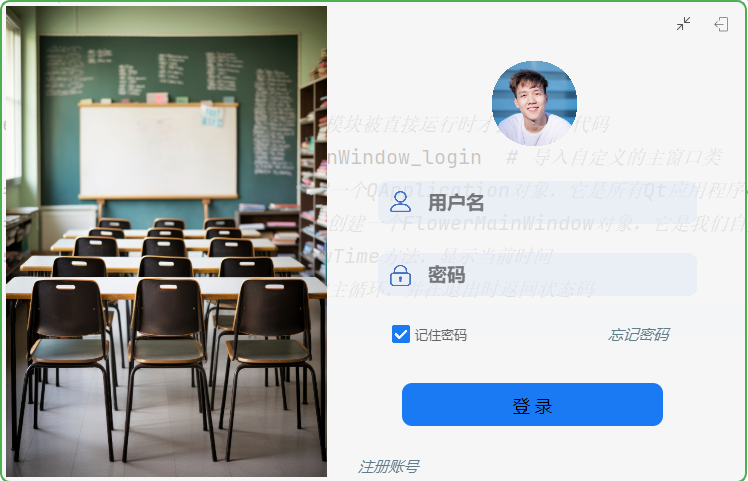 模块被直接运行时才
代码
nWindow_login # 导入自定义的主窗口类
用户名
一个QApplication对象，它是所有Qt应用程序
创建一个FlowerMainWindow对象，它是我们自
Time方法，显示当前时间
密码
主循环，并在退出时返回状态码
记住密码
忘记密码
登录
注册账号